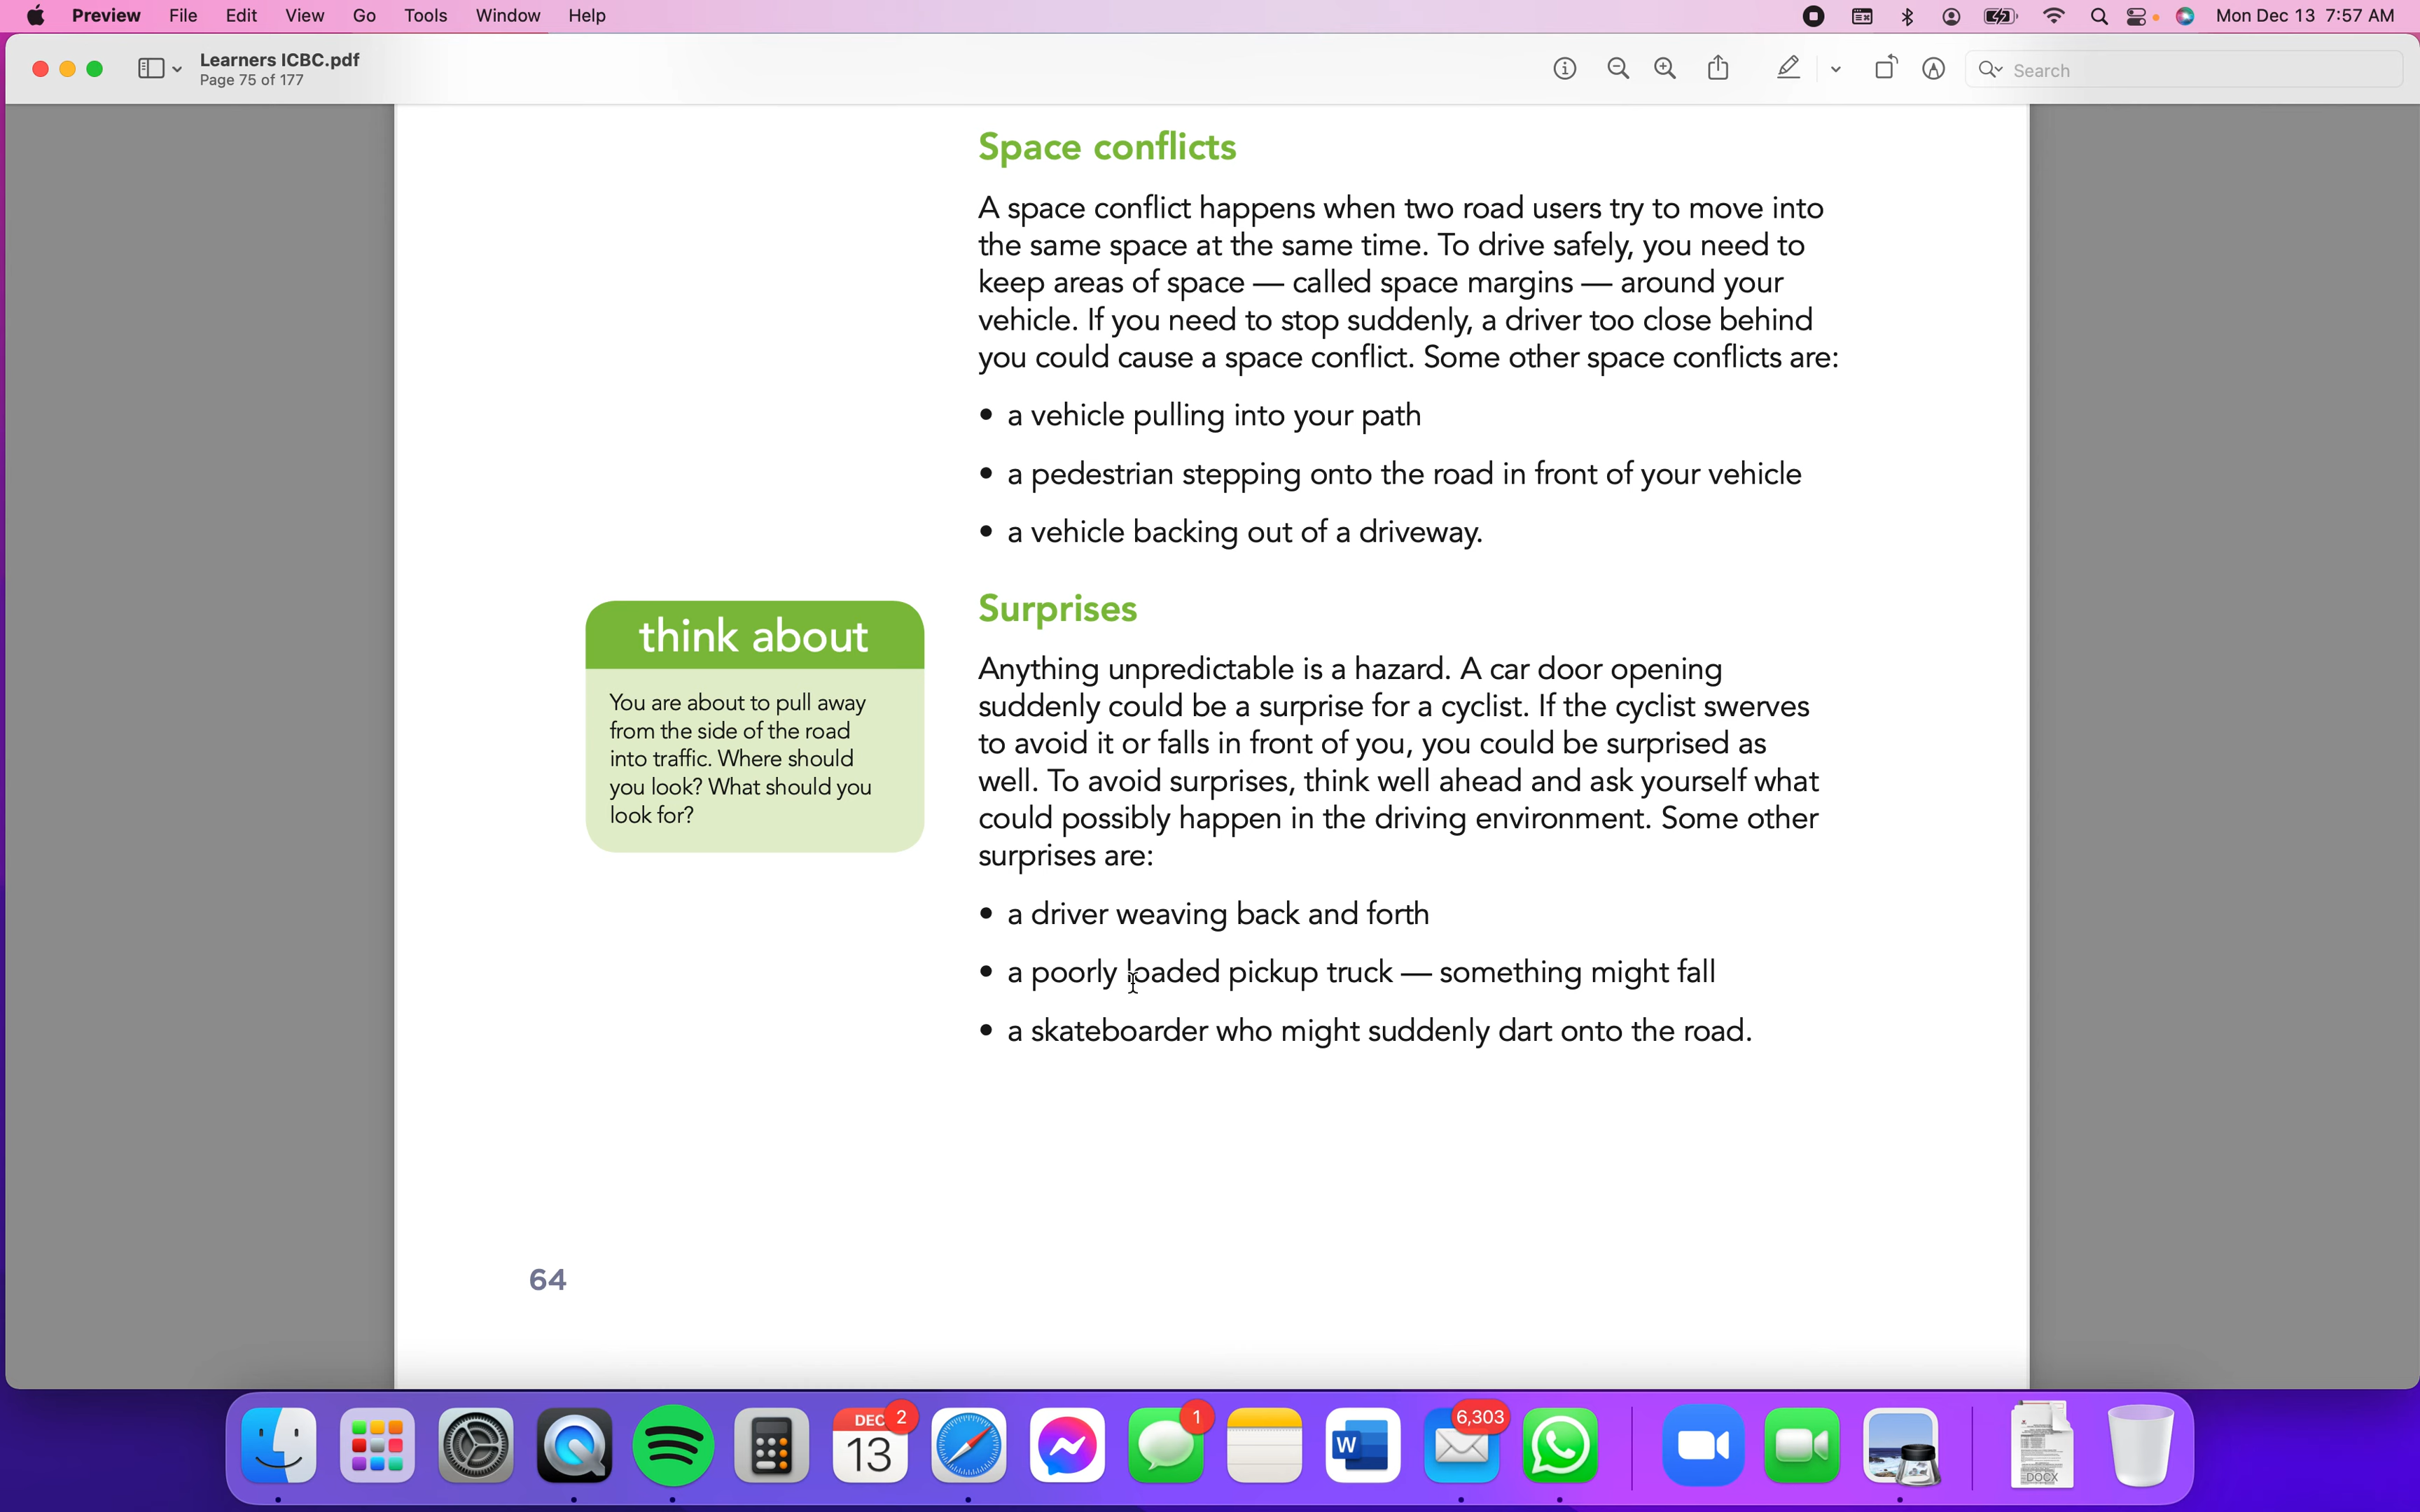 Preview File Edit View Go Tools Window Help
Mon Dec 13 7:57 AM
Learners ICBC.pdf
Page 75 of 177
Search
Space conflicts
A space conflict happens when two road users try to move into
the same space at the same time. To drive safely, you need to
keep areas of space — called space margins — around your
vehicle. If you need to stop suddenly, a driver too close behind
you could cause a space conflict. Some other space conflicts are:
• a vehicle pulling into your path
• a pedestrian stepping onto the road in front of your vehicle
• a vehicle backing out of a driveway.
think about
You are about to pull away
from the side of the road
into traffic. Where should
you look? What should you
look for?
Surprises
Anything unpredictable is a hazard. A car door opening
suddenly could be a surprise for a cyclist. If the cyclist swerves
to avoid it or falls in front of you, you could be surprised as
well. To avoid surprises, think well ahead and ask yourself what
could possibly happen in the driving environment. Some other
surprises are:
• a driver weaving back and forth
• a poorly loaded pickup truck — something might fall
• a skateboarder who might suddenly dart onto the road.
64
DEC 2
13
1
W
6,303
DOCX